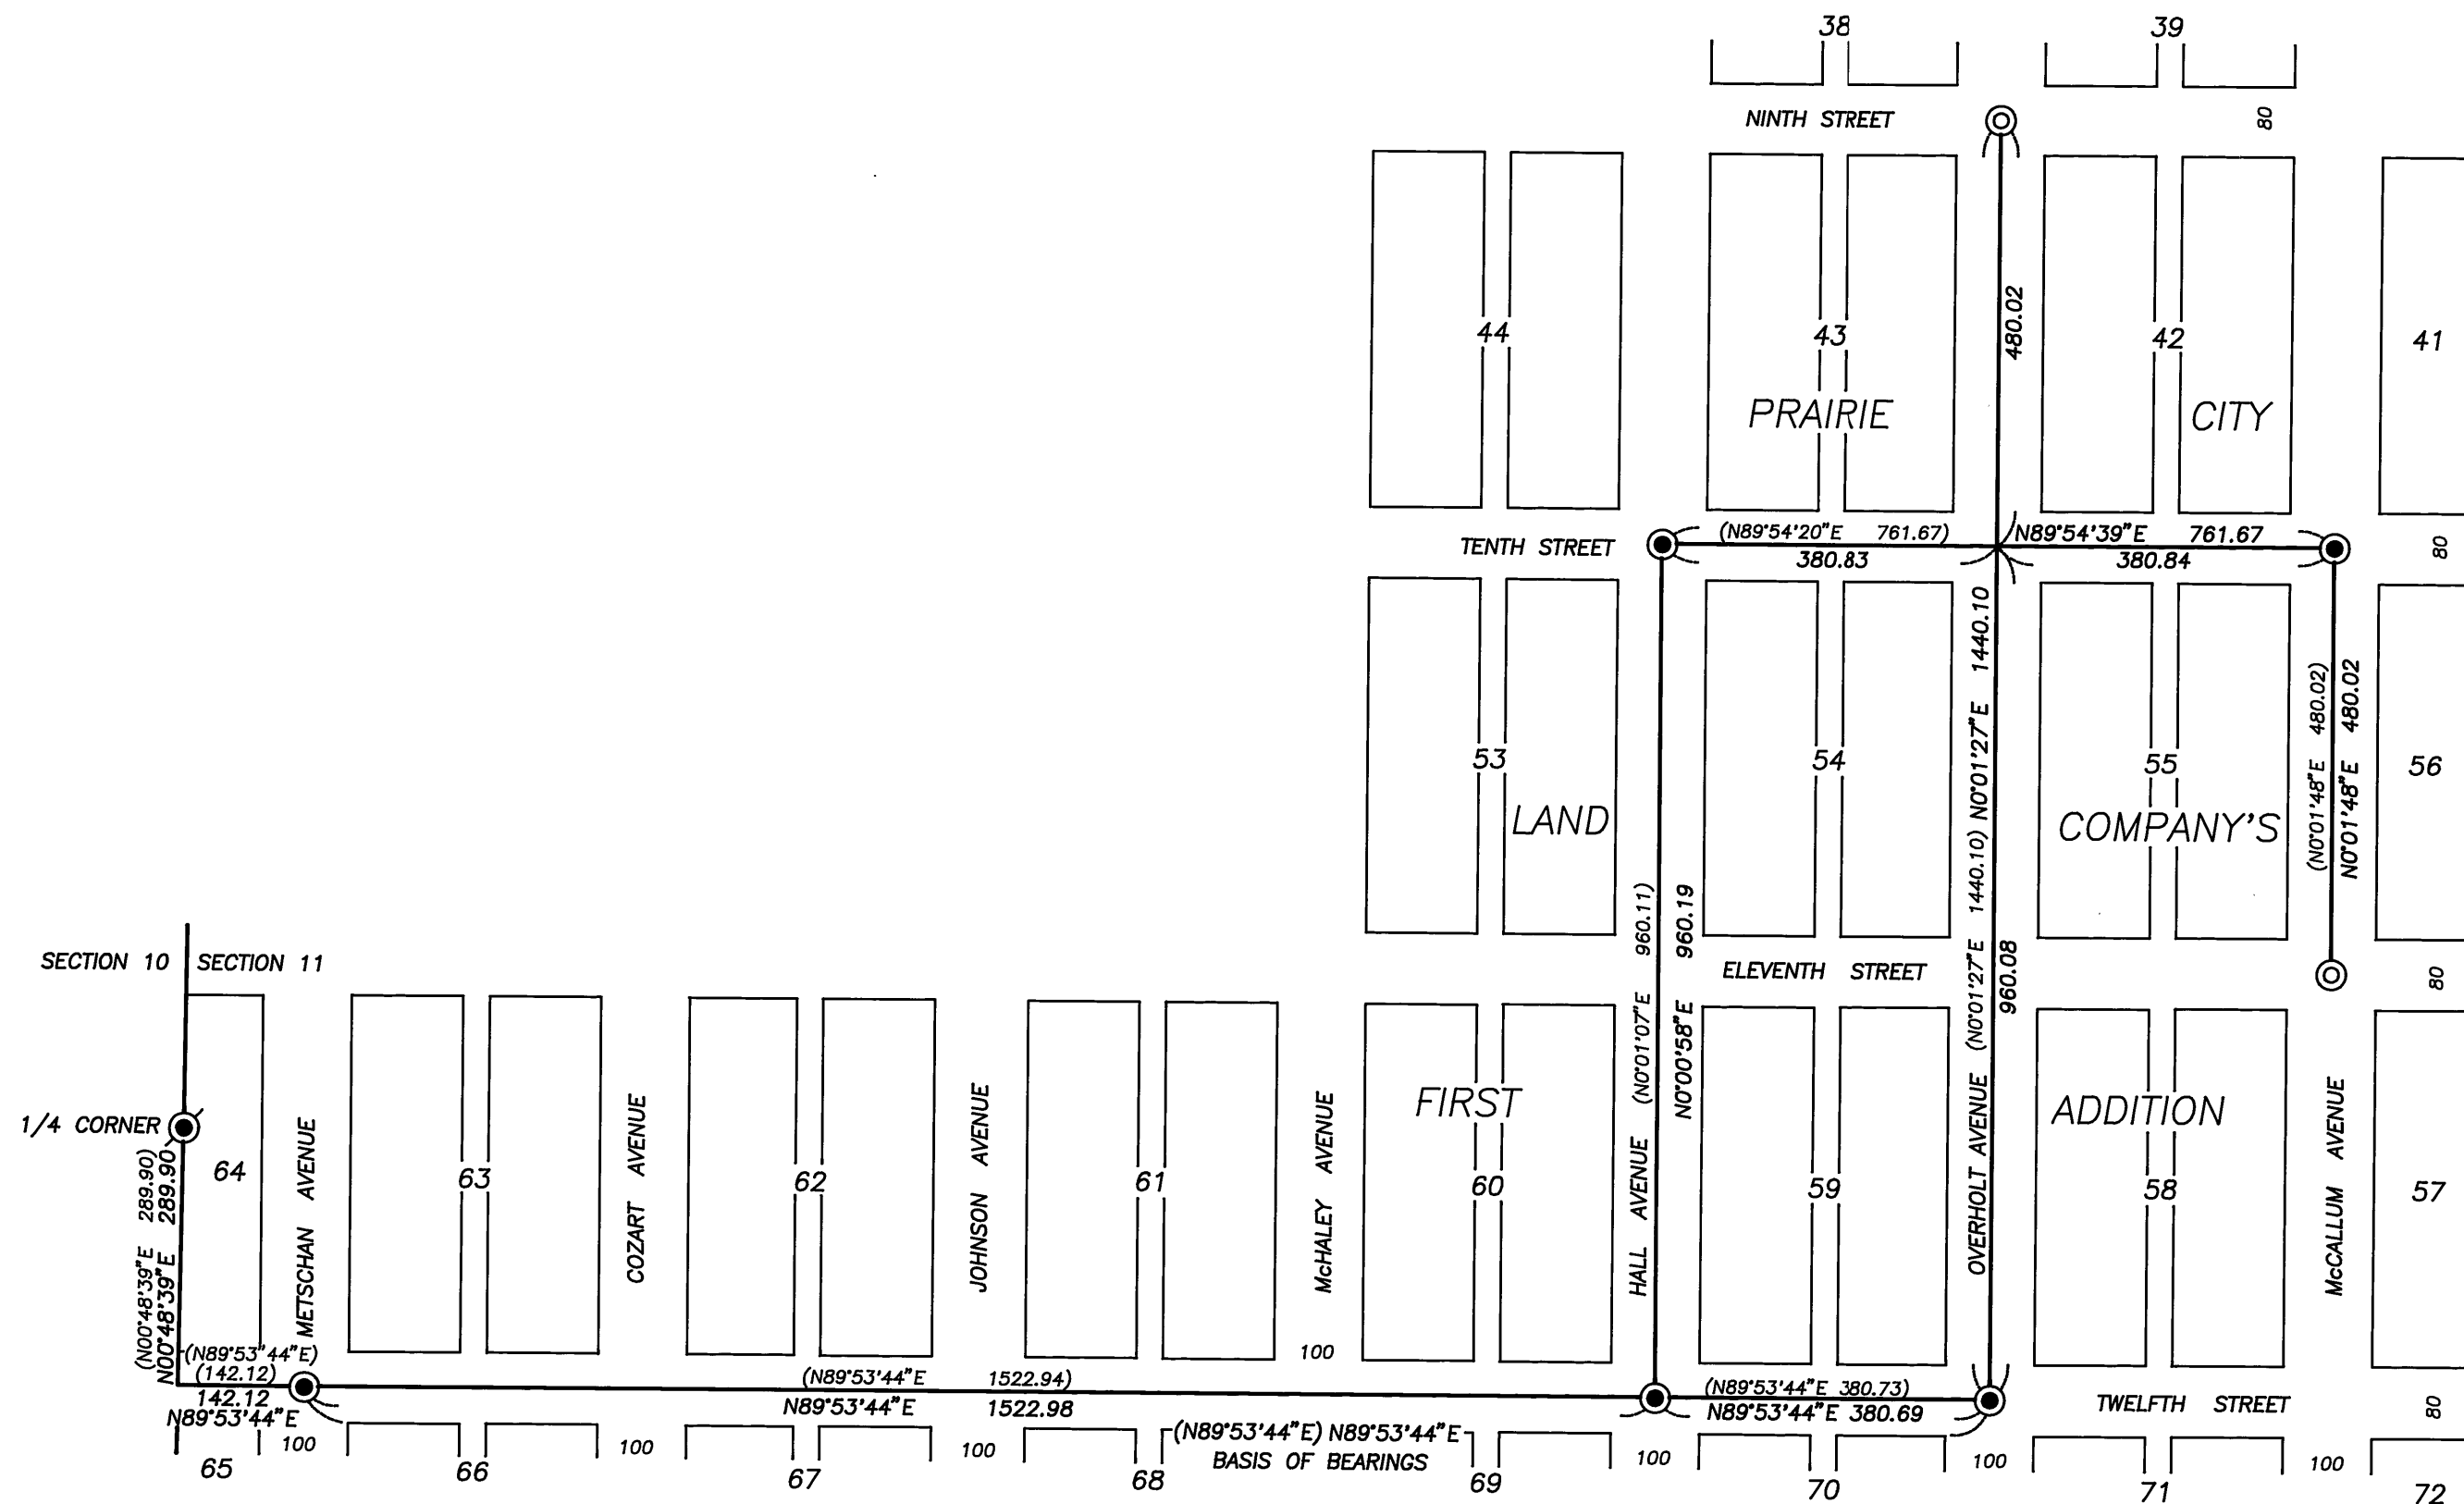 38
39
NINTH STREET
80
44
43
480.02
42
41
PRAIRIE
CITY
TENTH STREET
(N89°54'20"E 761.67)
N89°54'39"E 761.67
380.83
380.84
80
53
54
55
56
LAND
COMPANY'S
(N0°01'48"E 480.02)
N0°01'48"E 480.02
SECTION 10
SECTION 11
ELEVENTH STREET
80
1/4 CORNER
FIRST
ADDITION
64
63
62
61
60
59
58
57
(N00°48'39"E 289.90)
N00°48'39"E 289.90
METSCHAN AVENUE
COZART AVENUE
JOHNSON AVENUE
McHALEY AVENUE
HALL AVENUE (N0°01'07"E 960.11)
N0°00'58"E 960.19
OVERHOLT AVENUE (N0°01'27"E 1440.10) N0°01'27"E 1440.10
960.08
McCALLUM AVENUE
100
(N89°53"44"E)
(142.12)
142.12
N89°53'44"E
(N89°53'44"E 1522.94)
N89°53'44"E 1522.98
(N89°53'44"E 380.73)
N89°53'44"E 380.69
TWELFTH STREET
80
(N89°53'44"E) N89°53'44"E
BASIS OF BEARINGS
100
100
100
100
100
100
65
66
67
68
69
70
71
72